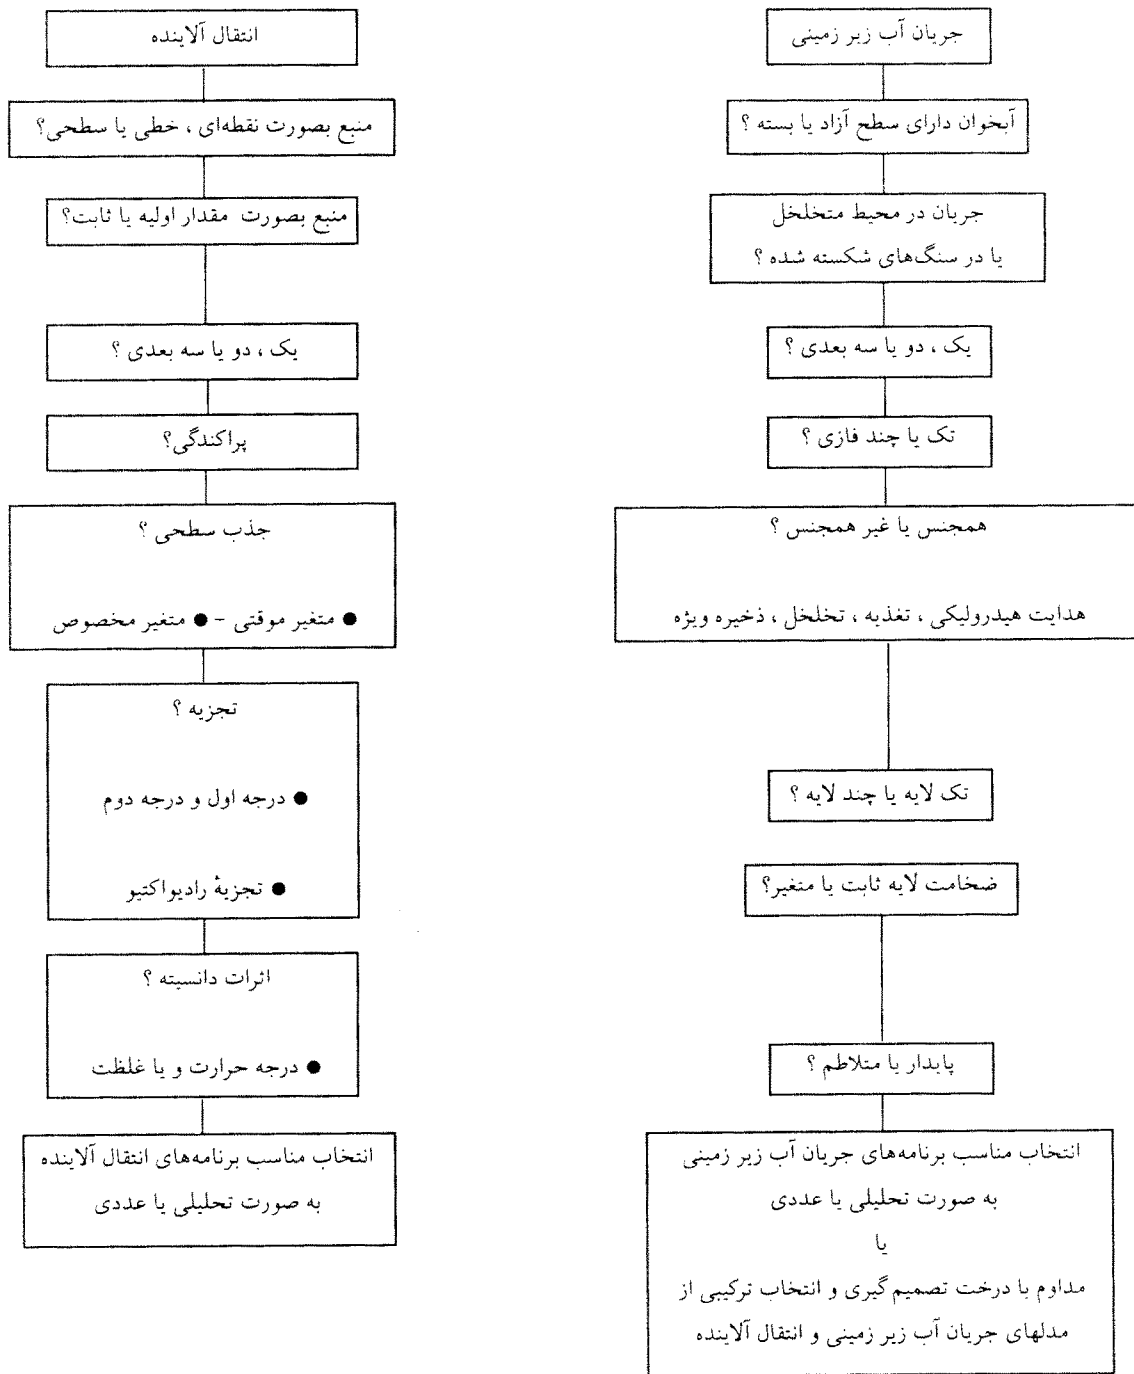 جریان آب زیر زمینی
آبخوان دارای سطح آزاد یا بسته ؟
جریان در محیط متخلخل
یا در سنگ‌های شکسته شده ؟
یک ، دو یا سه بعدی ؟
تک یا چند فازی ؟
همجنس یا غیر همجنس ؟
هدایت هیدرولیکی ، تغذیه ، تخلخل ، ذخیره ویژه
تک لایه یا چند لایه ؟
ضخامت لایه ثابت یا متغیر؟
پایدار یا متلاطم ؟
انتخاب مناسب برنامه‌های جریان آب زیر زمینی
به صورت تحلیلی یا عددی
یا
مداوم با درخت تصمیم گیری و انتخاب ترکیبی از
مدلهای جریان آب زیر زمینی و انتقال آلاینده
انتقال آلاینده
منبع بصورت نقطه‌ای ، خطی یا سطحی؟
منبع بصورت مقدار اولیه یا ثابت؟
یک ، دو یا سه بعدی ؟
پراکندگی؟
جذب سطحی ؟
● متغیر موقتی - ● متغیر مخصوص
تجزیه ؟
● درجه اول و درجه دوم
● تجزیهٔ رادیواکتیو
اثرات دانسیته ؟
● درجه حرارت و یا غلظت
انتخاب مناسب برنامه‌های انتقال آلاینده
به صورت تحلیلی یا عددی